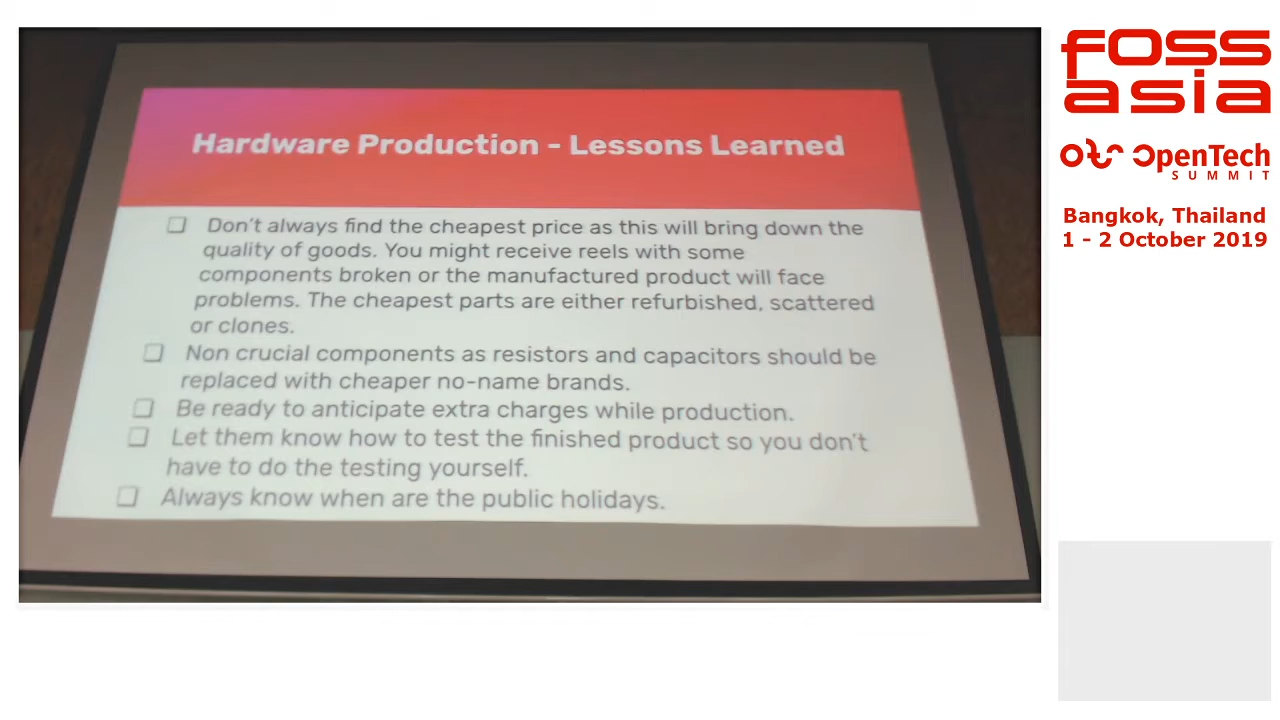 Hardware Production - Lessons Learned
Don't always find the cheapest price as this will bring down the
quality of goods. You might receive reels with some
components broken or the manufactured product will face
problems. The cheapest parts are either refurbished, scattered
or clones.
Non crucial components as resistors and capacitors should be
replaced with cheaper no-name brands.
Be ready to anticipate extra charges while production.
Let them know how to test the finished product so you don't
have to do the testing yourself.
Always know when are the public holidays.
foss
asia
OpenTech
SUMMIT
Bangkok, Thailand
1 - 2 October 2019